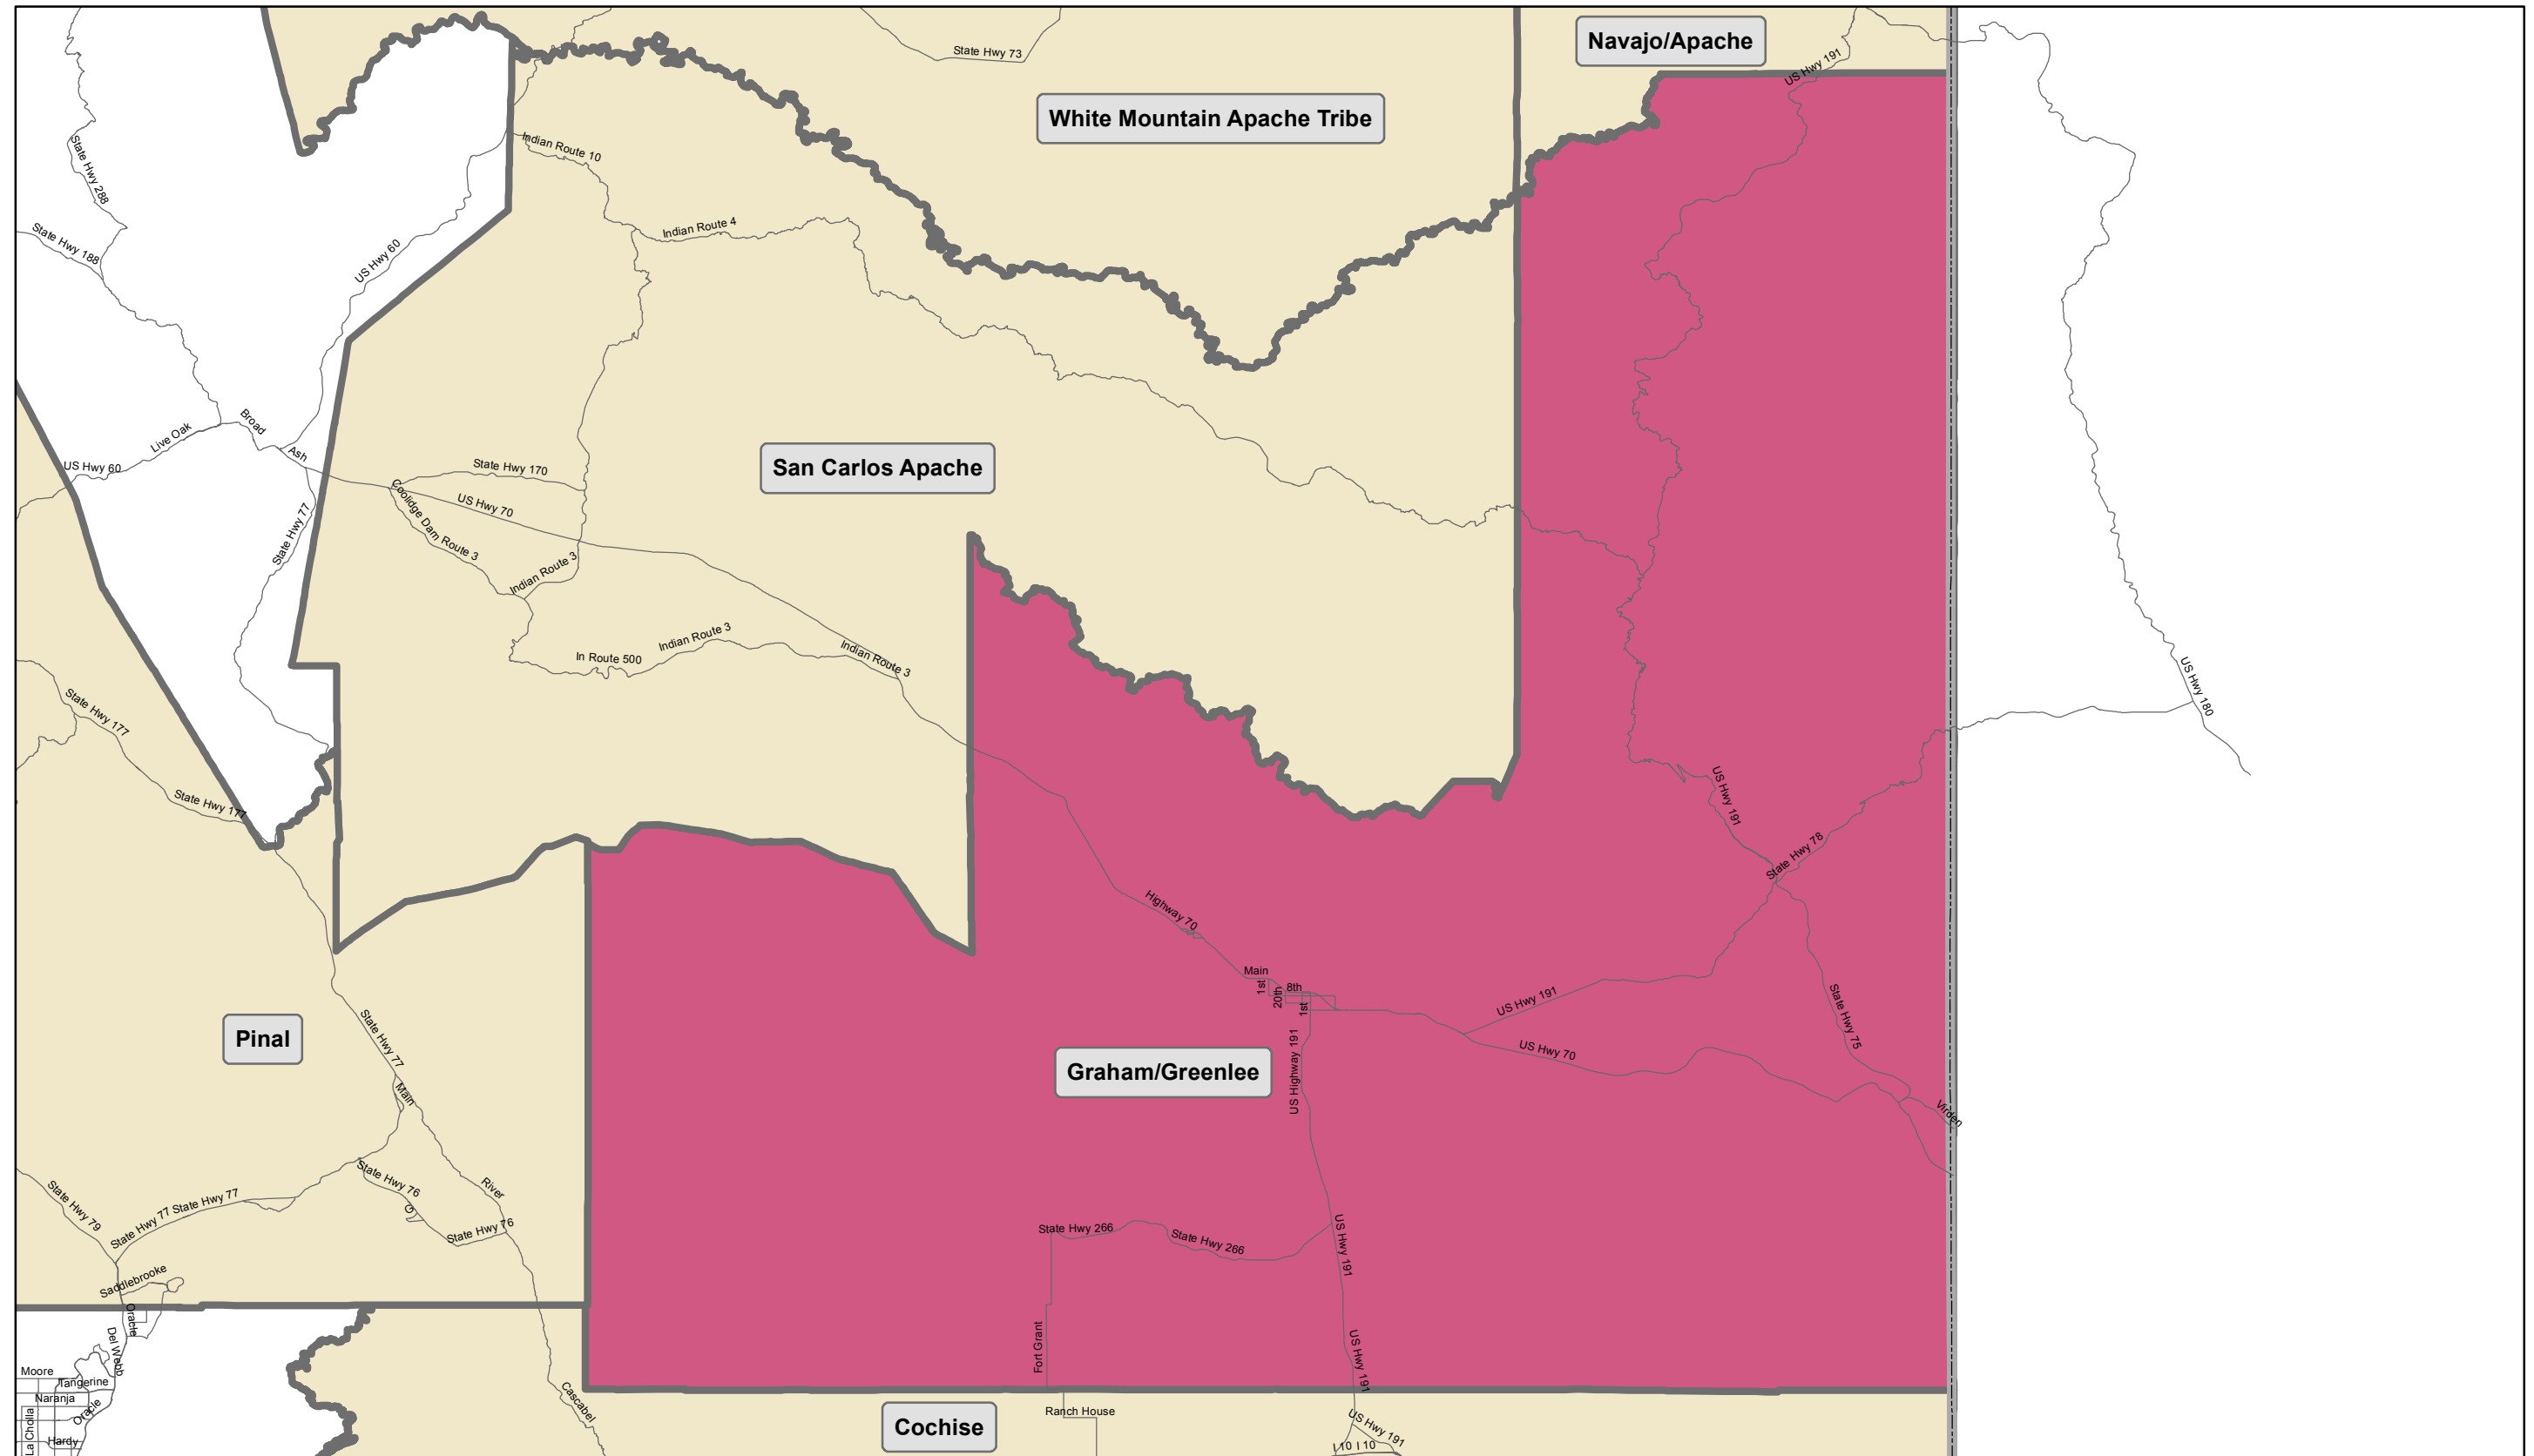 Navajo/Apache
State Hwy 73
US Hwy 191
White Mountain Apache Tribe
State Hwy 288
Indian Route 10
State Hwy 188
Indian Route 4
US Hwy 60
Broad
Live Oak
Ash
US Hwy 60
San Carlos Apache
State Hwy 170
Coolidge Dam
US Hwy 70
State Hwy 77
Route 3
Indian Route 3
Indian Route 3
In Route 500
Indian Route 3
US Hwy 180
State Hwy 177
State Hwy 177
US Hwy 191
State Hwy 78
Highway 70
Main
1st
8th
20th
1st
US Hwy 191
State Hwy 75
Pinal
State Hwy 77
US Hwy 70
Graham/Greenlee
US Highway 191
Main
Virden
State Hwy 76
River
State Hwy 79
State Hwy 77
State Hwy 77
G
State Hwy 76
State Hwy 266
State Hwy 266
US Hwy 191
Saddlebrooke
Oracle
Del Webb
Fort Grant
US Hwy 191
Moore
Tangerine
Naranja
Oracle
La Cholla
Hardy
Cascabel
Cochise
Ranch House
US Hwy 191
I 10
I 10